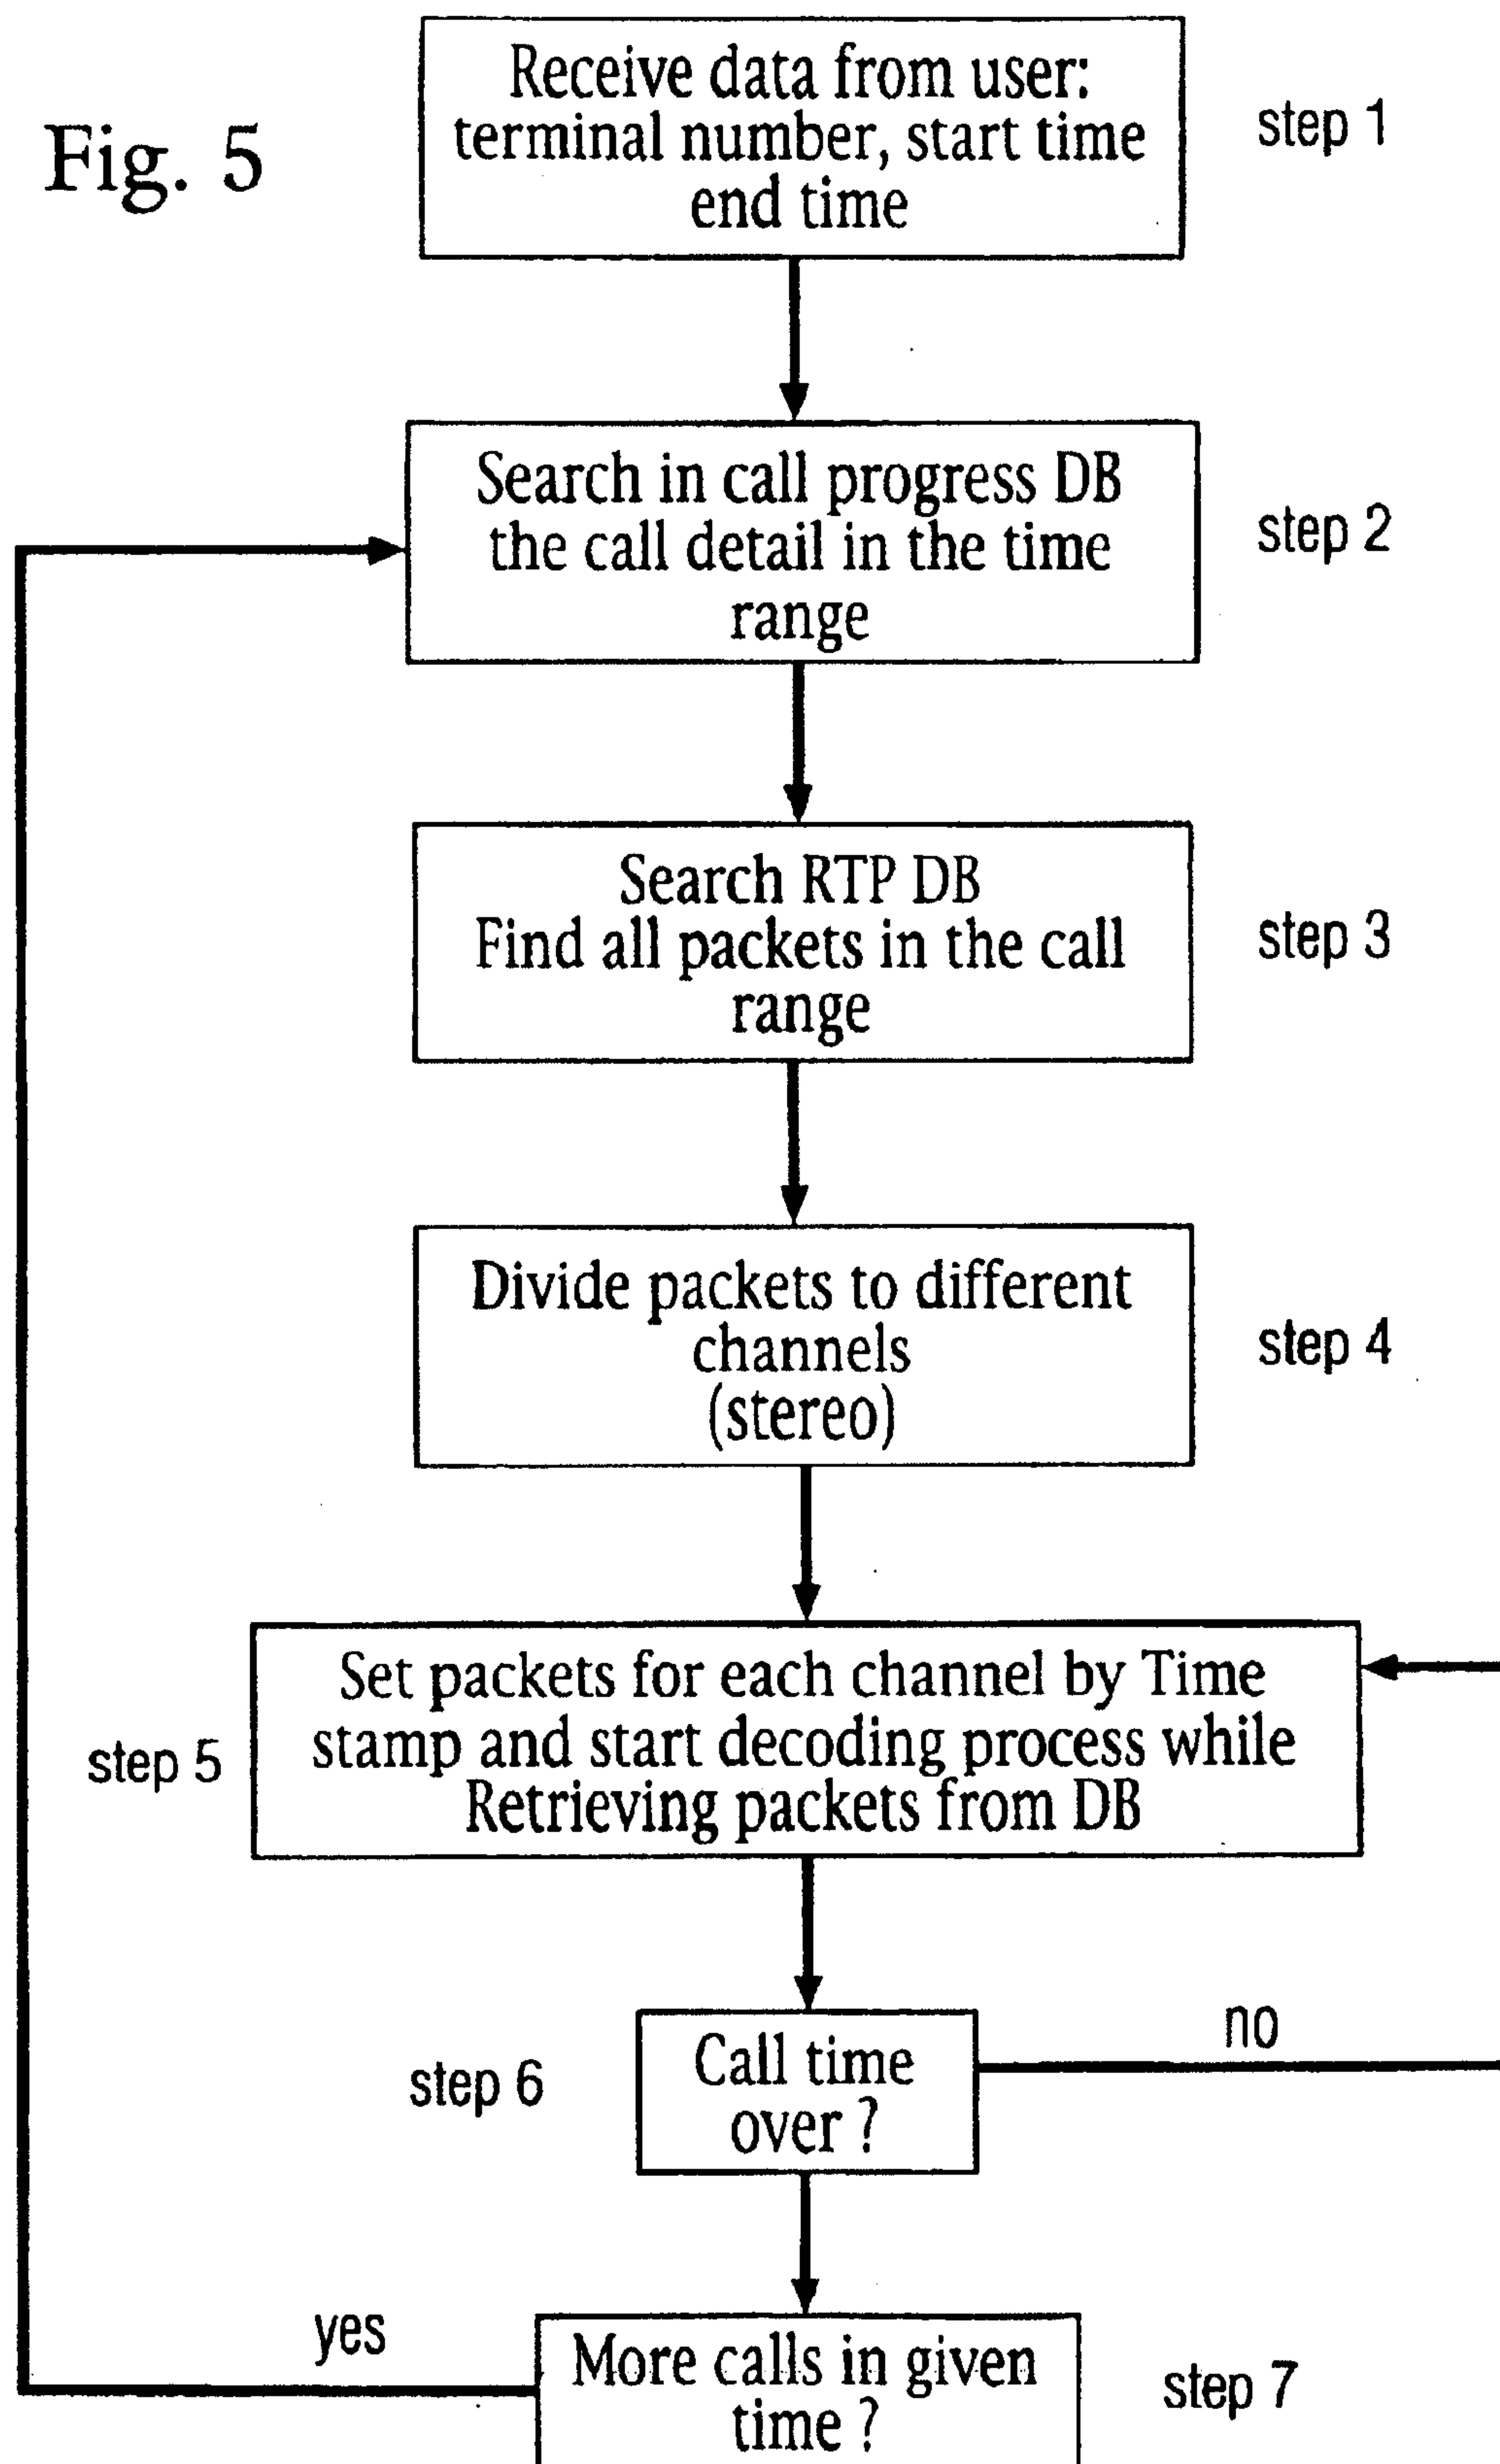 Fig. 5
Receive data from user:
terminal number, start time
end time
step 1
Search in call progress DB
the call detail in the time
range
step 2
Search RTP DB
Find all packets in the call
range
step 3
Divide packets to different
channels
(stereo)
step 4
Set packets for each channel by Time
stamp and start decoding process while
Retrieving packets from DB
step 5
Call time
over ?
step 6
no
More calls in given
time ?
step 7
yes